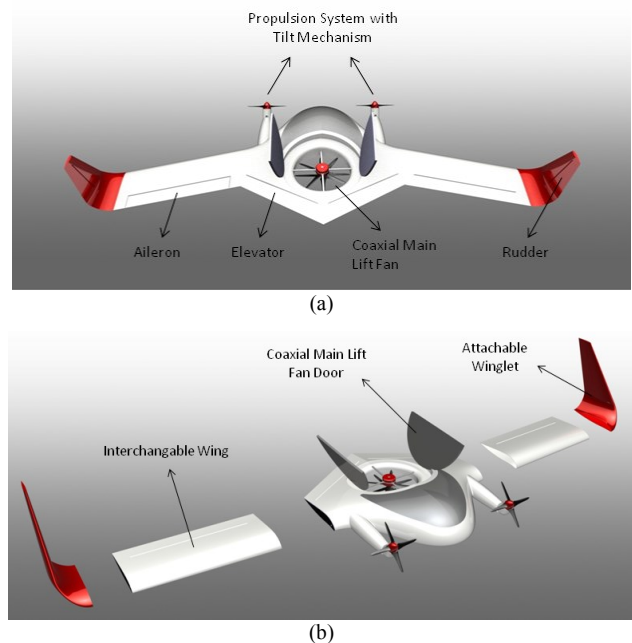 Propulsion System with
Tilt Mechanism
Aileron
Elevator
Coaxial Main
Lift Fan
Rudder
(a)
Coaxial Main Lift
Fan Door
Attachable
Winglet
Interchangable Wing
(b)